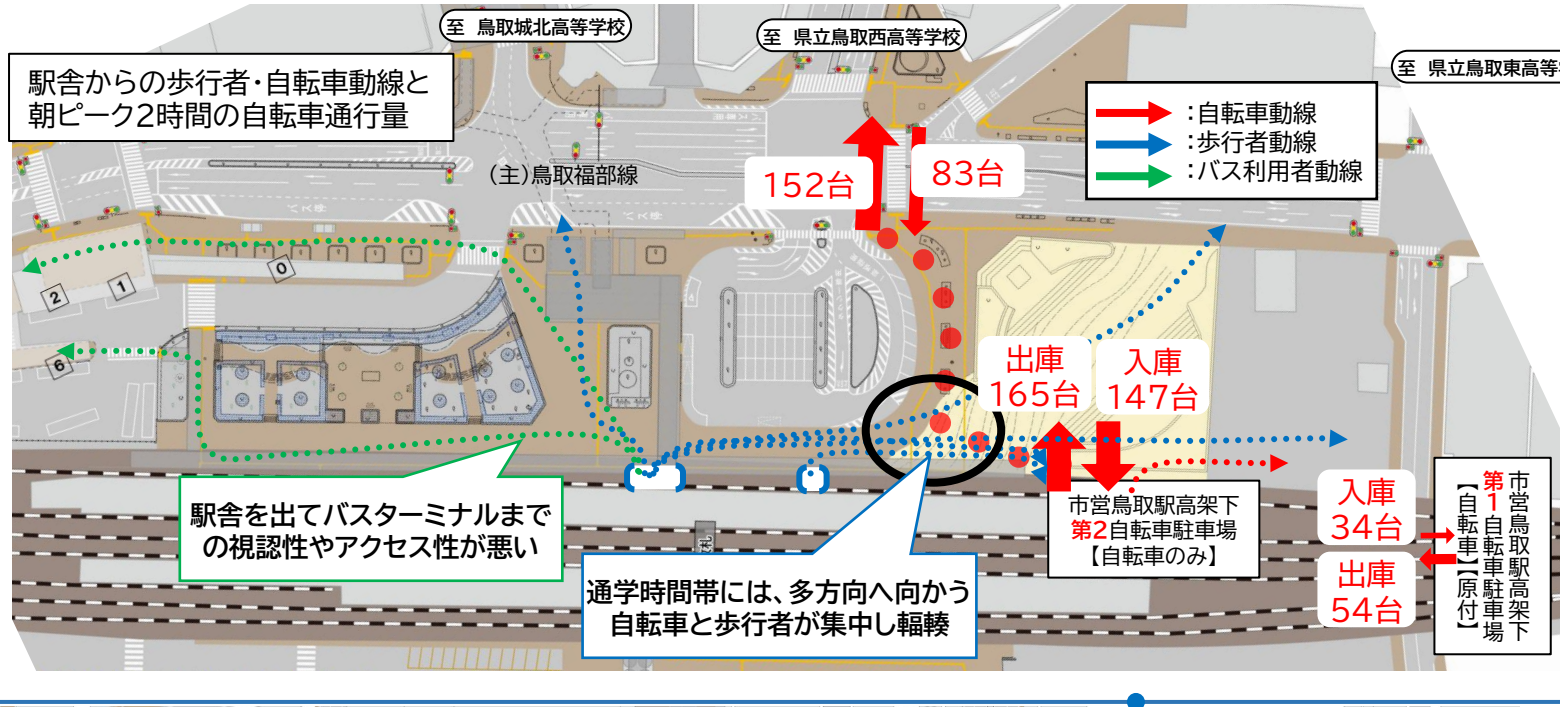 至 鳥取城北高等学校
至 県立鳥取西高等学校
至 県立鳥取東高等学
駅舎からの歩行者・自転車動線と
朝ピーク2時間の自転車通行量
:自転車動線
:歩行者動線
:バス利用者動線
(主)鳥取福部線
バス停
バス停
152台
83台
0
1
2
6
出庫
165台
入庫
147台
駅舎を出てバスターミナルまで
の視認性やアクセス性が悪い
通学時間帯には、多方向へ向かう
自転車と歩行者が集中し輻輳
市営鳥取駅高架下
第2自転車駐車場
【自転車のみ】
入庫
34台
出庫
54台
市営鳥取駅高架下
第1自転車駐車場
【自転車】【原付】